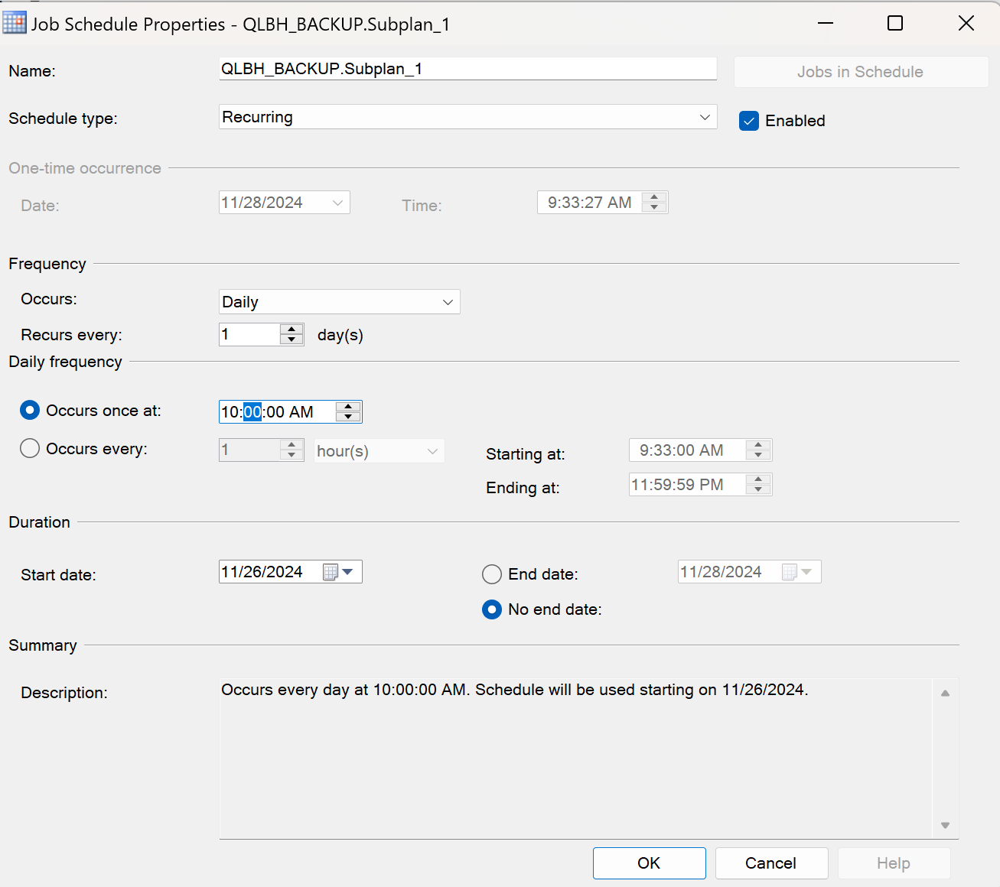 Job Schedule Properties - QLBH_BACKUP.Subplan_1
Name: QLBH_BACKUP.Subplan_1 Jobs in Schedule
Schedule type: Recurring Enabled
One-time occurrence
Date: 11/28/2024 Time: 9:33:27 AM
Frequency
Occurs: Daily
Recurs every: 1 day(s)
Daily frequency
Occurs once at: 10:00:00 AM
Occurs every: 1 hour(s) Starting at: 9:33:00 AM
Ending at: 11:59:59 PM
Duration
Start date: 11/26/2024 End date: 11/28/2024
No end date:
Summary
Description: Occurs every day at 10:00:00 AM. Schedule will be used starting on 11/26/2024.
OK Cancel Help